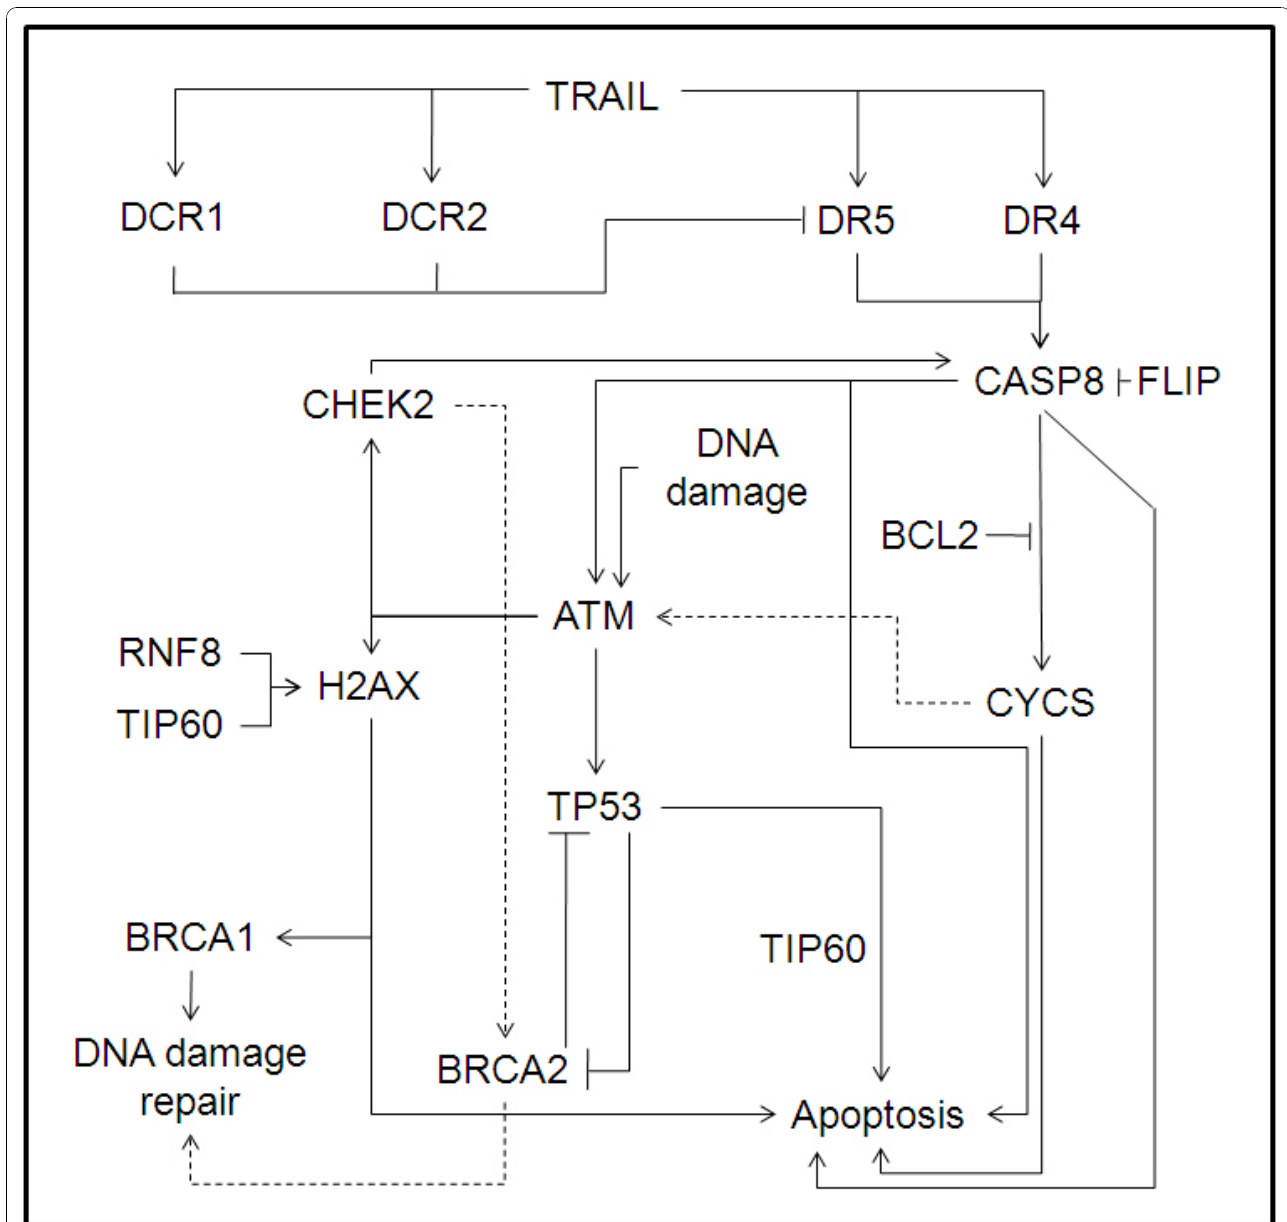 TRAIL
DCR1
DCR2
DR5
DR4
CASP8
FLIP
CHEK2
DNA
damage
BCL2
ATM
RNF8
H2AX
TIP60
CYCS
TP53
BRCA1
TIP60
DNA damage
repair
BRCA2
Apoptosis